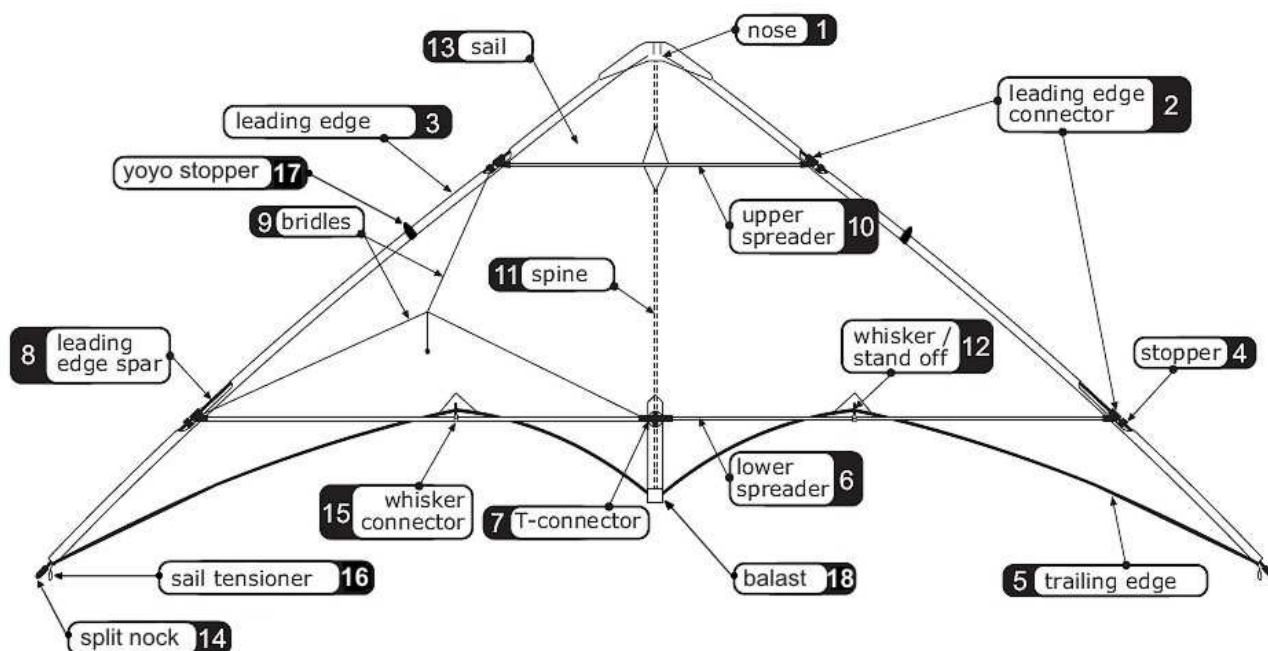 nose 1
13 sail
leading edge
connector 2
leading edge 3
yoyo stopper 17
9 bridles
upper
spreader 10
11 spine
8 leading
edge spar
whisker /
stand off 12
stopper 4
15 whisker
connector
7 T-connector
lower
spreader 6
sail tensioner 16
balast 18
5 trailing edge
split nock 14